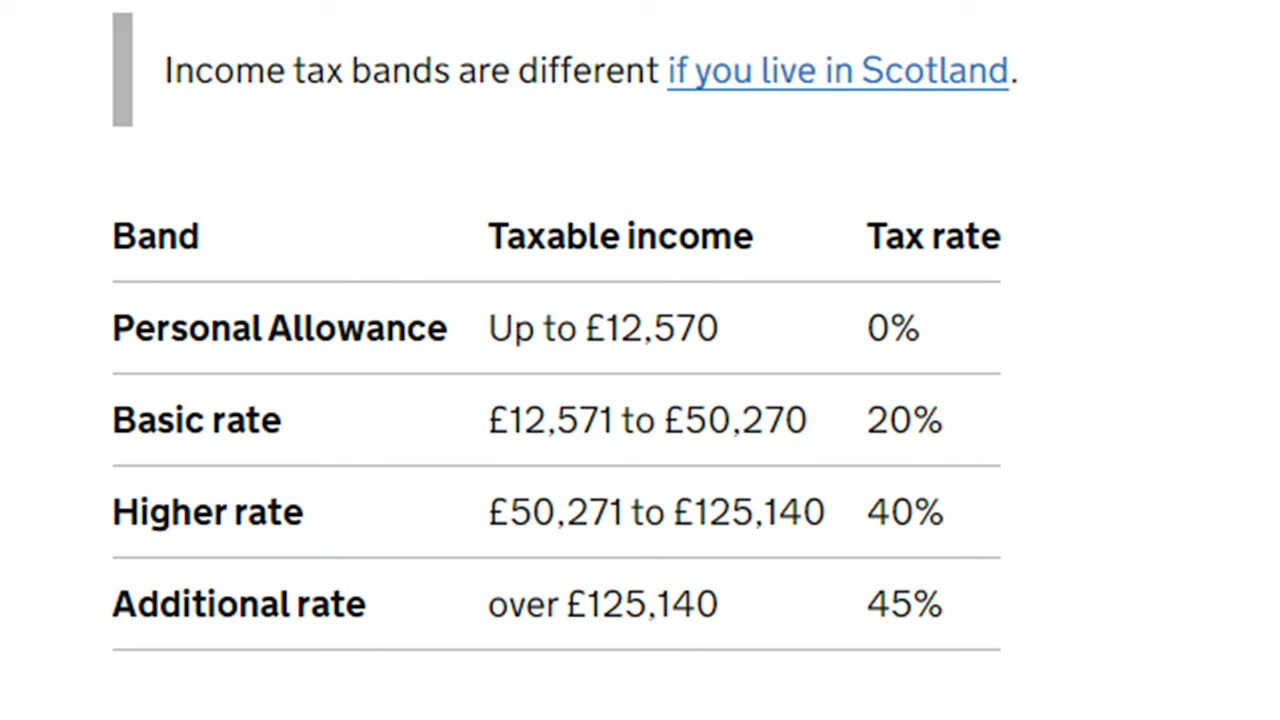 Income tax bands are different if you live in Scotland.
Band Taxable income Tax rate
Personal Allowance Up to £12,570 0%
Basic rate £12,571 to £50,270 20%
Higher rate £50,271 to £125,140 40%
Additional rate over £125,140 45%